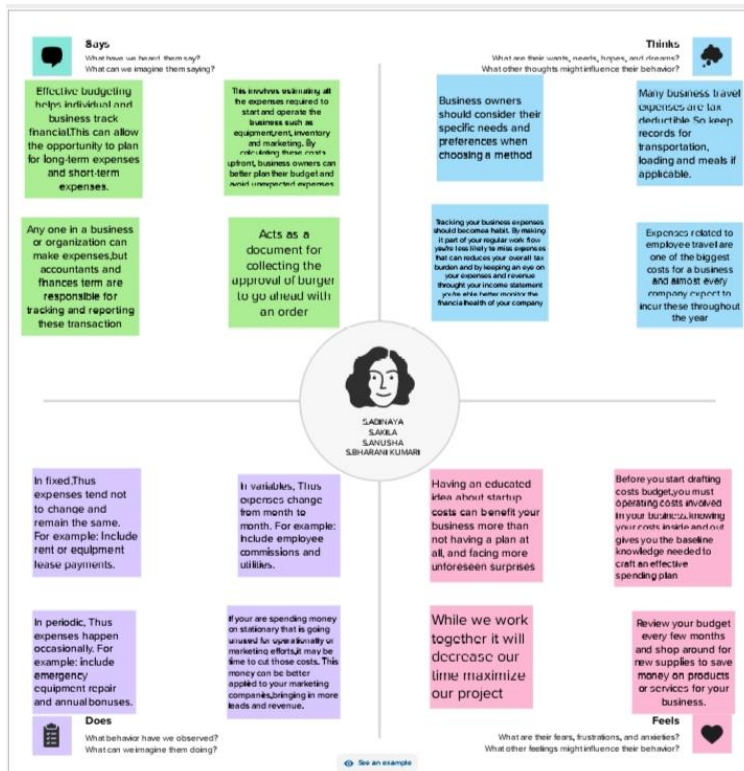 Says
What have we heard them say?
What can we imagine them saying?
Effective budgeting
helps individual and
business track
financial.This can allow
the opportunity to plan
for long-term expenses
and short-term
expenses.
This involves estimating all
the expenses required to
start and operate the
business such as
equipment,rent, inventory
and marketing. By
calculating these costs
upfront, business owners can
better plan their budget and
avoid unexpected expenses
Any one in a business
or organization can
make expenses,but
accountants and
finances term are
responsible for
tracking and reporting
these transaction
Acts as a
document for
collecting the
approval of burger
to go ahead with
an order
Thinks
What are their wants, needs, hopes, and dreams?
What other thoughts might influence their behavior?
Business owners
should consider their
specific needs and
preferences when
choosing a method
Many business travel
expenses are tax
deductible. So keep
records for
transportation,
loading and meals if
applicable.
Tracking your business expenses
should become a habit. By making
it part of your regular work flow
you're less likely to miss expenses
that can reduces your overall tax
burden and by keeping an eye on
your expenses and revenue
throught your income statement
you're able better monitor the
financial health of your company
Expenses related to
employee travel are
one of the biggest
costs for a business
and almost every
company expect to
incur these throughout
the year
S.ABINAYA
S.AKILA
S.ANUSHA
S.BHARANI KUMARI
In fixed,Thus
expenses tend not
to change and
remain the same.
For example: Include
rent or equipment
lease payments.
In variables, Thus
expenses change
from month to
month. For example:
include employee
commissions and
utilities.
In periodic, Thus
expenses happen
occasionally. For
example: include
emergency
equipment repair
and annual bonuses.
If your are spending money
on stationary that is going
unused for operationally or
marketing efforts,it may be
time to cut those costs. This
money can be better
applied to your marketing
companies,bringing in more
leads and revenue.
Does
What behavior have we observed?
What can we imagine them doing?
Having an educated
idea about startup
costs can benefit your
business more than
not having a plan at
all, and facing more
unforeseen surprises
Before you start drafting
costs budget,you must
operating costs involved
in your business.knowing
your costs inside and out
gives you the baseline
knowledge needed to
craft an effective
spending plan
While we work
together it will
decrease our
time maximize
our project
Review your budget
every few months
and shop around for
new supplies to save
money on products
or services for your
business.
Feels
What are their fears, frustrations, and anxieties?
What other feelings might influence their behavior?
See an example